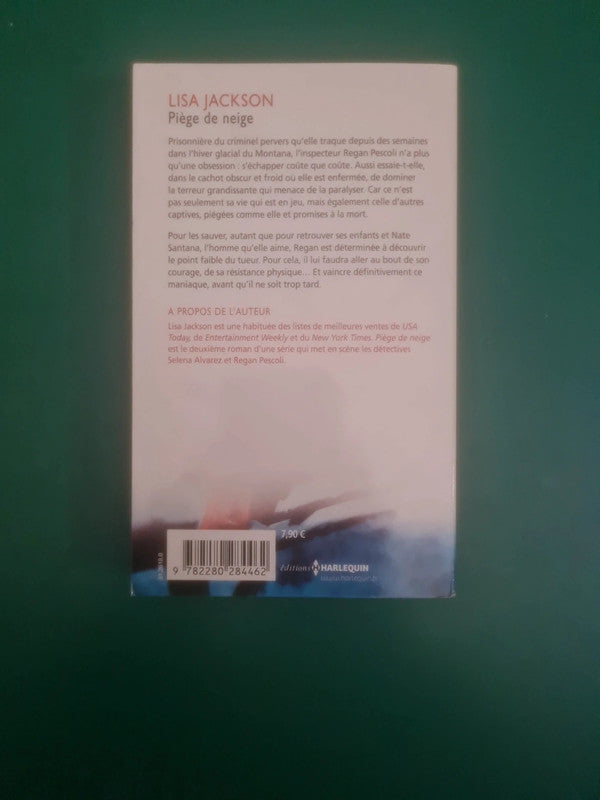 LISA JACKSON
Piège de neige
Prisonnière du criminel pervers qu'elle traque depuis des semaines
dans l'hiver glacial du Montana, l'inspecteur Regan Pescoli n'a plus
qu'une obsession : s'échapper coûte que coûte. Aussi essaie-t-elle,
dans le cachot obscur et froid où elle est enfermée, de dominer
la terreur grandissante qui menace de la paralyser. Car ce n'est
pas seulement sa vie qui est en jeu, mais également celle d'autres
captives, piégées comme elle et promises à la mort.
Pour les sauver, autant que pour retrouver ses enfants et Nate
Santana, l'homme qu'elle aime, Regan est déterminée à découvrir
le point faible du tueur. Pour cela, il lui faudra aller au bout de son
courage, de sa résistance physique... Et vaincre définitivement ce
maniaque, avant qu'il ne soit trop tard.
A PROPOS DE L'AUTEUR
Lisa Jackson est une habituée des listes de meilleures ventes de USA
Today, de Entertainment Weekly et du New York Times. Piège de neige
est le deuxième roman d'une série qui met en scène les détectives
Selena Alvarez et Regan Pescoli.
7,90 €
9 782280 284462
éditions HARLEQUIN
www.harlequin.fr